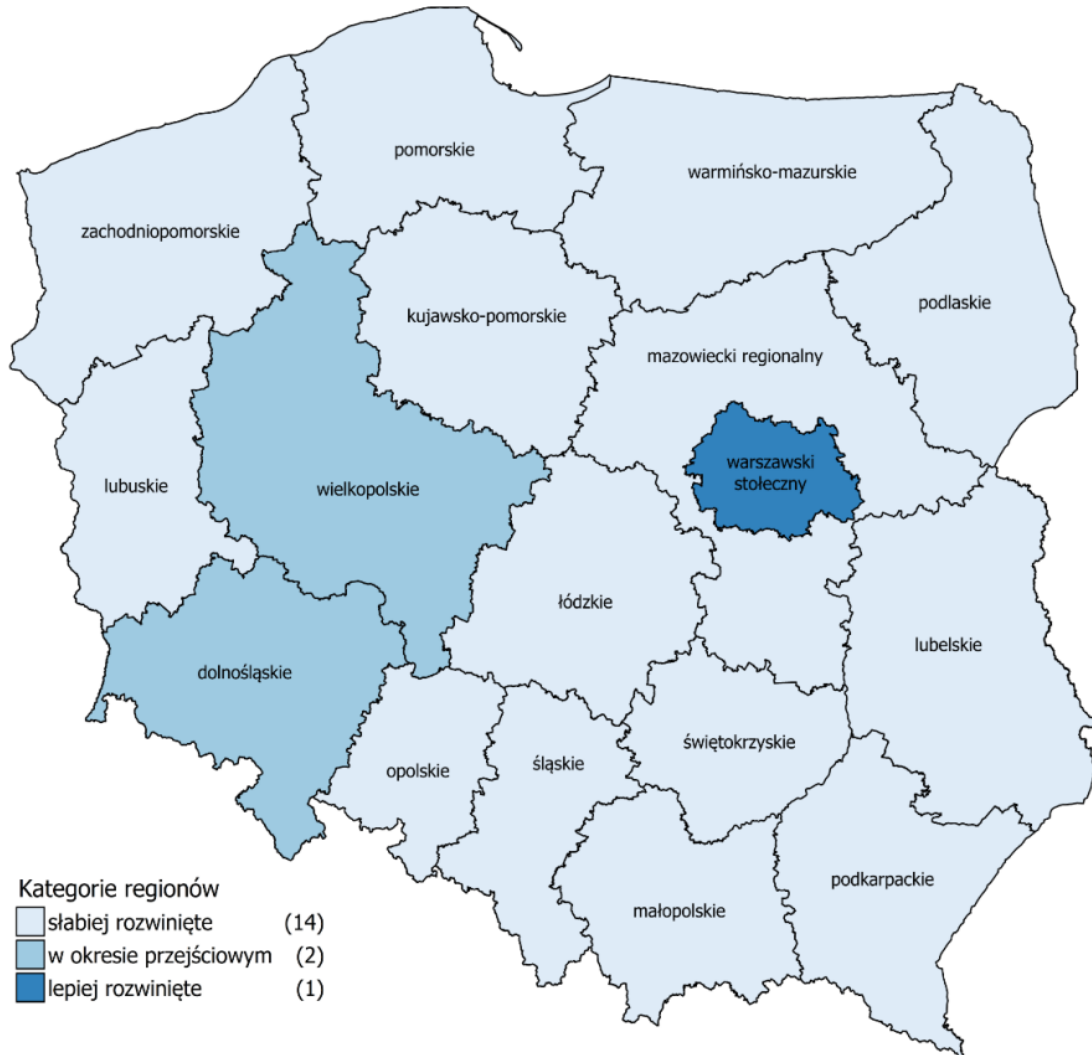 pomorskie
warmińsko-mazurskie
zachodniopomorskie
podlaskie
kujawsko-pomorskie
mazowiecki regionalny
warszawski
stołeczny
lubuskie
wielkopolskie
łódzkie
lubelskie
dolnośląskie
świętokrzyskie
opolskie
śląskie
podkarpackie
małopolskie
Kategorie regionów
słabiej rozwinięte (14)
w okresie przejściowym (2)
lepiej rozwinięte (1)